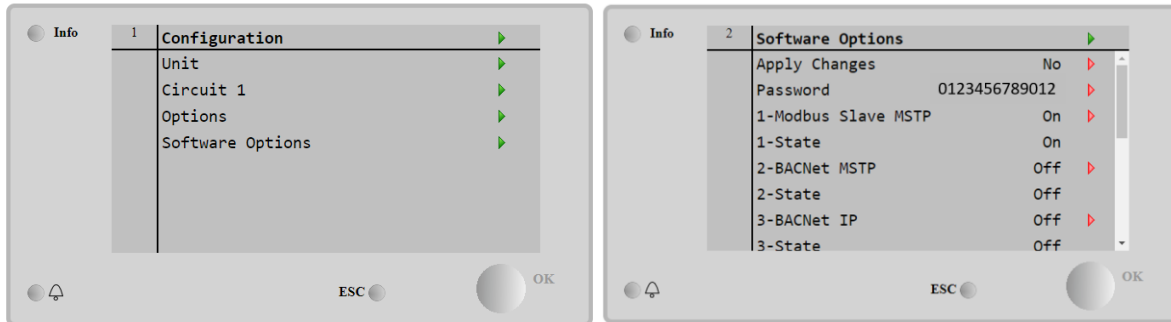 Info
1 Configuration
Unit
Circuit 1
Options
Software Options
ESC
OK
Info
2 Software Options
Apply Changes No
Password 0123456789012
1-Modbus Slave MSTP On
1-State On
2-BACNet MSTP Off
2-State Off
3-BACNet IP Off
3-State Off
ESC
OK